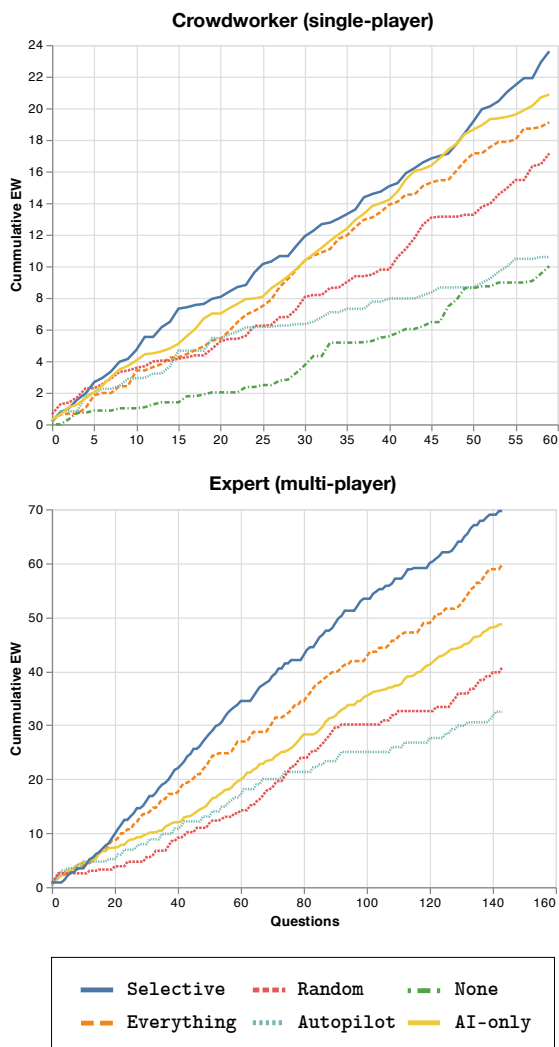 Crowdworker (single-player)
24
22
20
18
16
14
12
10
8
6
4
2
0
Cummulative EW
0 5 10 15 20 25 30 35 40 45 50 55 60
Expert (multi-player)
70
60
50
40
30
20
10
0
Cummulative EW
0 20 40 60 80 100 120 140 160
Questions
Selective Random None
Everything Autopilot AI-only